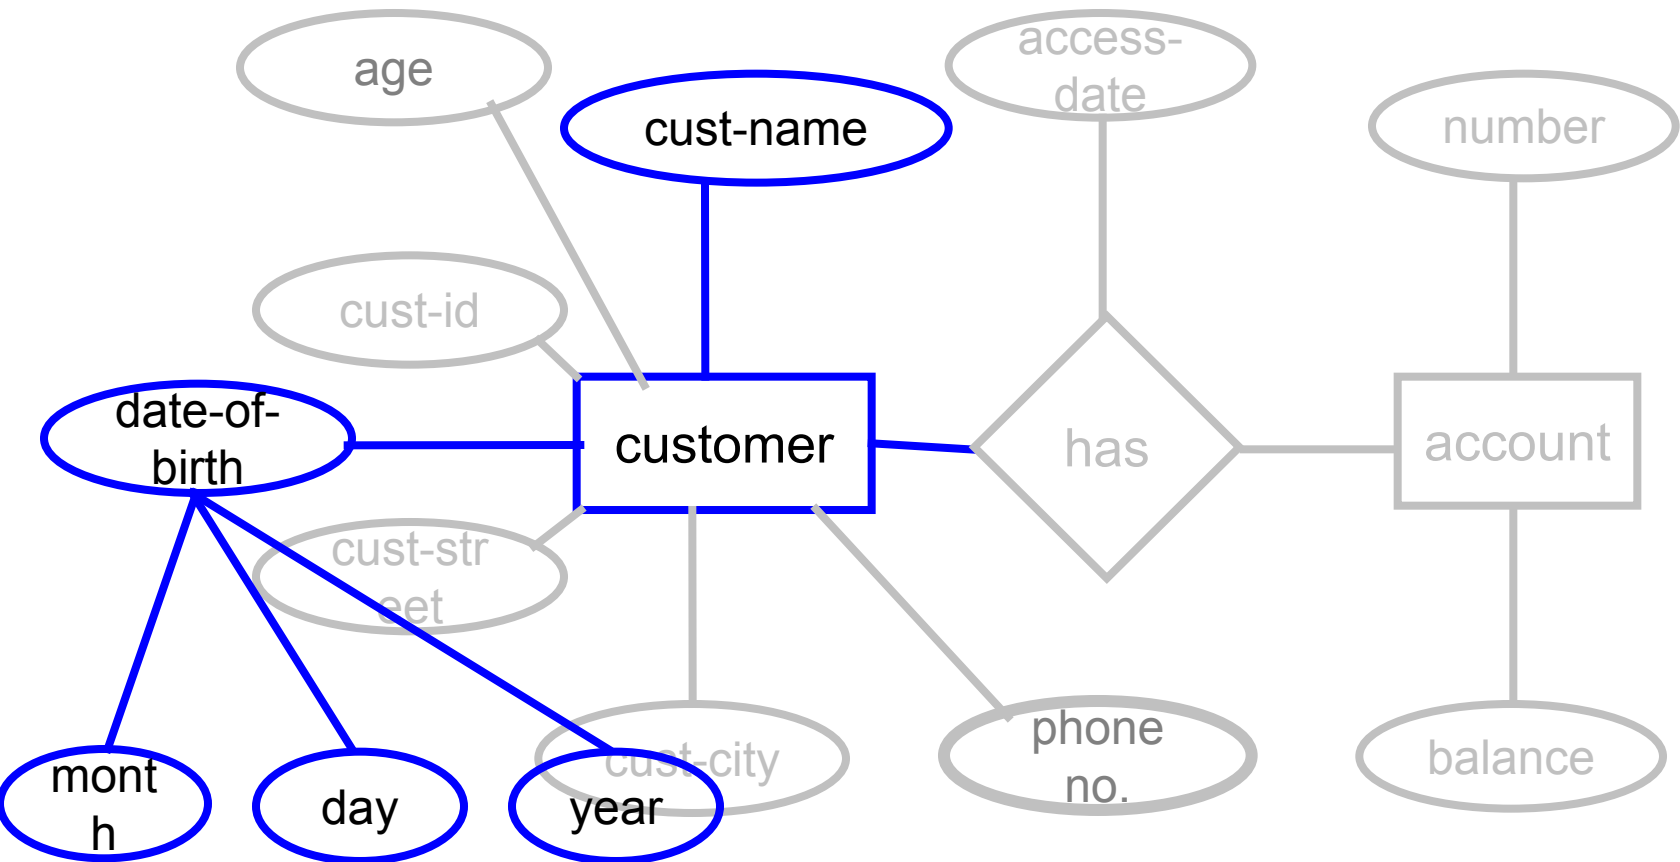 age
access-
date
cust-name
number
cust-id
date-of-
birth
customer
has
account
cust-str
eet
cust-city
phone
no.
balance
mont
h
day
year